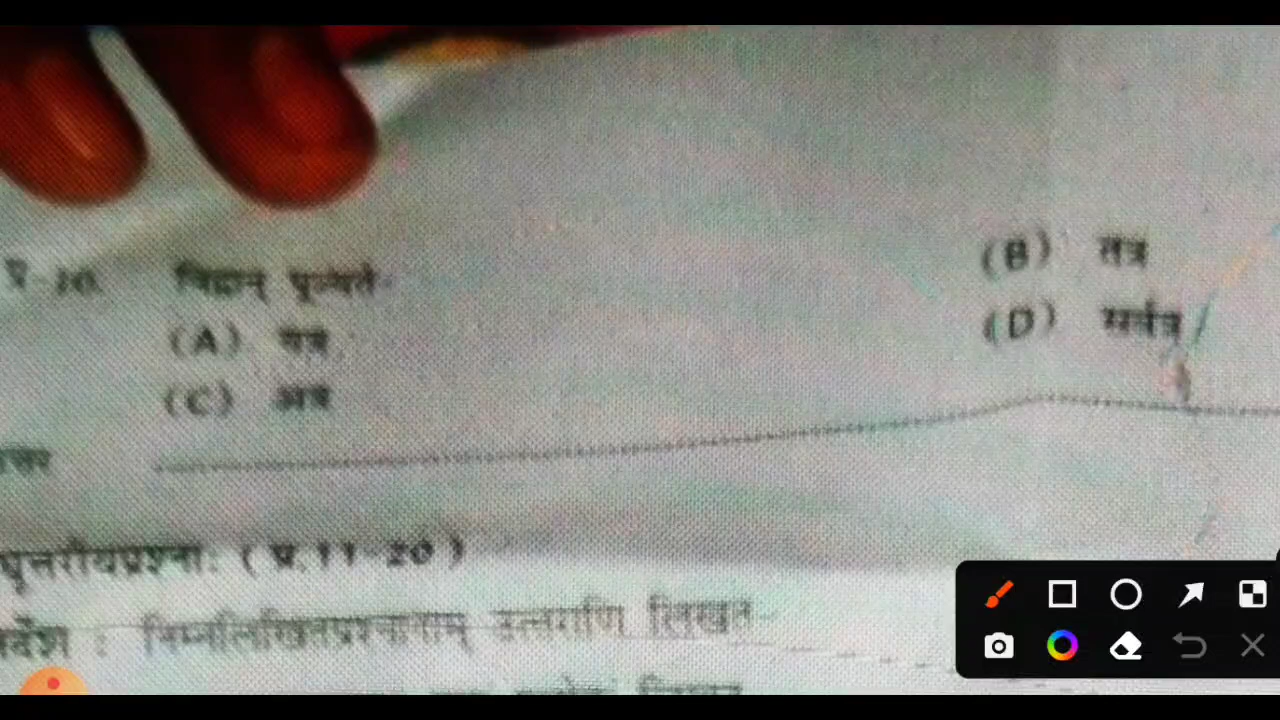 प्र-10. विद्वान् पूज्यते-
(A) यत्र (B) तत्र
(C) अत्र (D) सर्वत्र
उत्तर
घूत्तरीयप्रश्नाः (प्र.11-20)
र्देश : निम्नलिखितप्रश्नानाम् उत्तराणि लिखत-